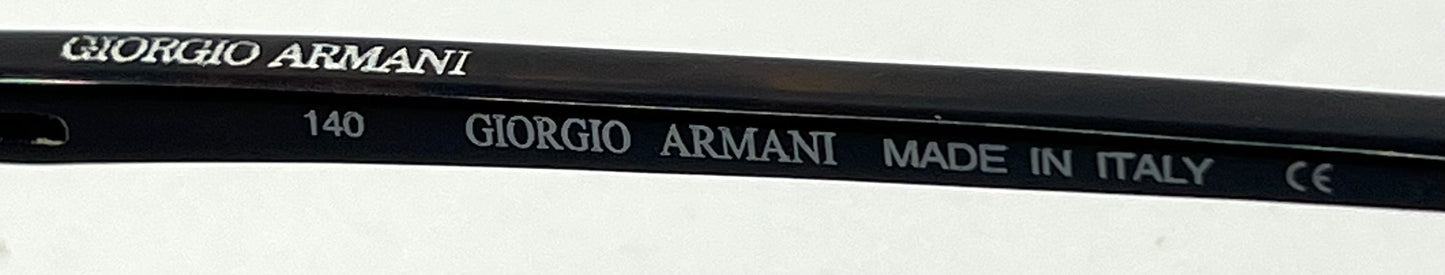 GIORGIO ARMANI
140 GIORGIO ARMANI MADE IN ITALY CE